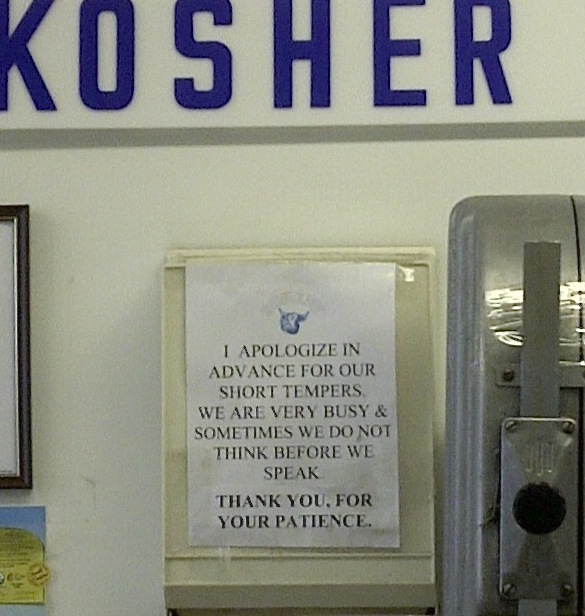 KOSHER
I APOLOGIZE IN
ADVANCE FOR OUR
SHORT TEMPERS.
WE ARE VERY BUSY &
SOMETIMES WE DO NOT
THINK BEFORE WE
SPEAK.
THANK YOU, FOR
YOUR PATIENCE.